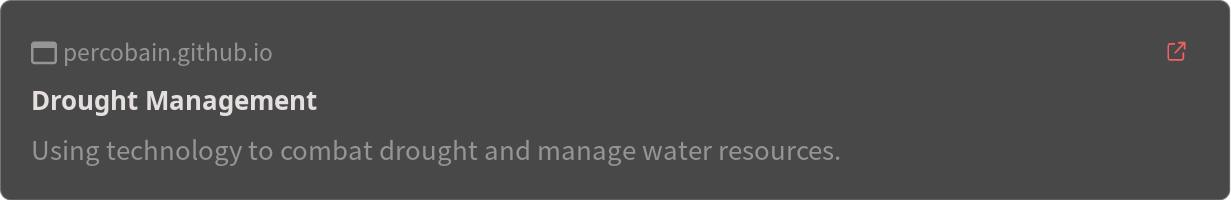 percobain.github.io
Drought Management
Using technology to combat drought and manage water resources.